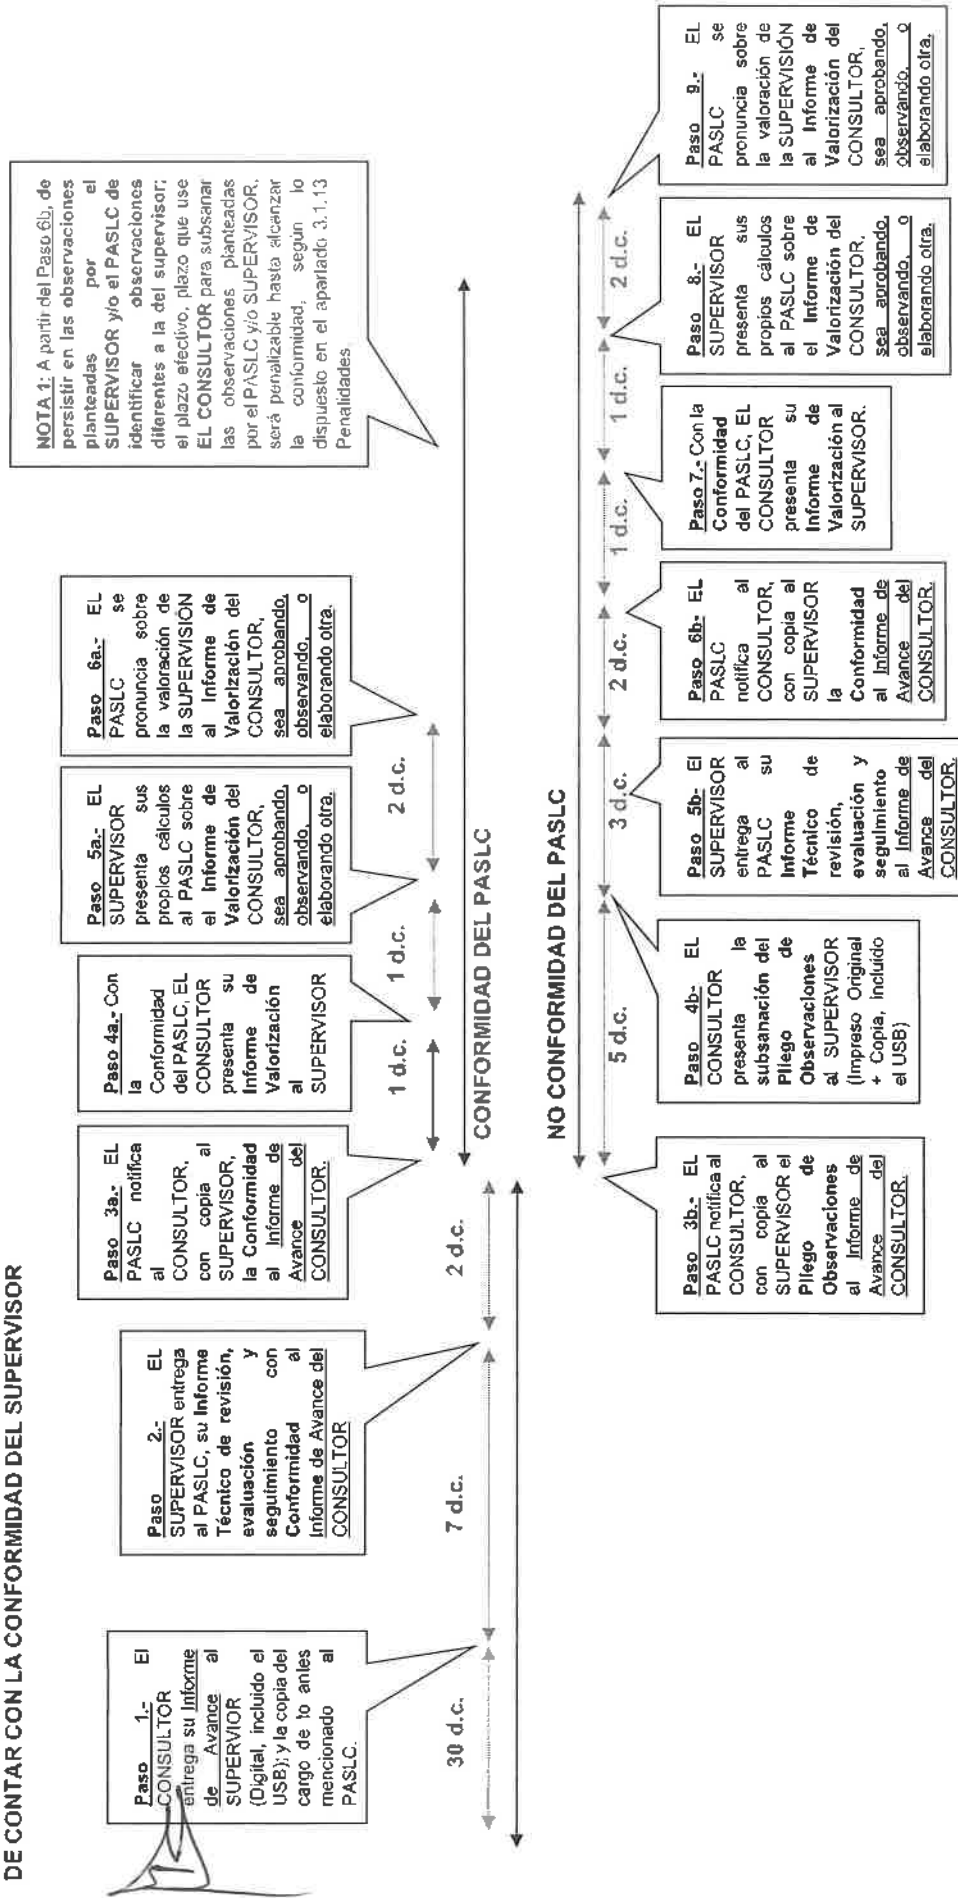 DE CONTAR CON LA CONFORMIDAD DEL SUPERVISOR
Paso 1.- El
CONSULTOR
entrega su Informe
de Avance al
SUPERVIOR
(Digital, incluido el
USB); y la copia del
cargo de lo antes
mencionado al
PASLC.
30 d.c.
Paso 2.- EL
SUPERVISOR entrega
al PASLC, su Informe
Técnico de revisión,
evaluación y
seguimiento con
Conformidad al
Informe de Avance del
CONSULTOR
7 d.c.
2 d.c.
Paso 3a.- EL
PASLC notifica
al
CONSULTOR,
con copia al
SUPERVISOR,
la Conformidad
al Informe de
Avance del
CONSULTOR.
1 d.c.
Paso 4a.- Con
la
Conformidad
del PASLC, EL
CONSULTOR
presenta su
Informe de
Valorización
al
SUPERVISOR
1 d.c.
Paso 5a.- EL
SUPERVISOR
presenta sus
propios cálculos
al PASLC sobre
el Informe de
Valorización del
CONSULTOR,
sea aprobando,
observando, o
elaborando otra.
2 d.c.
Paso 6a.- EL
PASLC se
pronuncia sobre
la valoración de
la SUPERVISIÓN
al Informe de
Valorización del
CONSULTOR,
sea aprobando,
observando, o
elaborando otra.
CONFORMIDAD DEL PASLC
NOTA 1: A partir del Paso 6b, de
persistir en las observaciones
planteadas por el
SUPERVISOR y/o el PASLC de
identificar observaciones
diferentes a la del supervisor;
el plazo efectivo, plazo que use
EL CONSULTOR para subsanar
las observaciones planteadas
por el PASLC y/o SUPERVISOR,
será penalizable hasta alcanzar
la conformidad, según lo
dispuesto en el apartado 3.1.13
Penalidades
NO CONFORMIDAD DEL PASLC
Paso 3b.- EL
PASLC notifica al
CONSULTOR,
con copia al
SUPERVISOR el
Pliego de
Observaciones
al Informe de
Avance del
CONSULTOR.
5 d.c.
Paso 4b- EL
CONSULTOR
presenta la
subsanación del
Pliego de
Observaciones
al SUPERVISOR
(Impreso Original
+ Copia, incluido
el USB)
3 d.c.
Paso 5b- El
SUPERVISOR
entrega al
PASLC su
Informe
Técnico de
revisión,
evaluación y
seguimiento
al Informe de
Avance del
CONSULTOR.
2 d.c.
Paso 6b- EL
PASLC
notifica al
CONSULTOR,
con copia al
SUPERVISOR
la
Conformidad
al Informe de
Avance del
CONSULTOR.
1 d.c.
Paso 7.- Con la
Conformidad
del PASLC, EL
CONSULTOR
presenta su
Informe de
Valorización al
SUPERVISOR.
1 d.c.
Paso 8.- EL
SUPERVISOR
presenta sus
propios cálculos
al PASLC sobre
el Informe de
Valorización del
CONSULTOR,
sea aprobando,
observando, o
elaborando otra.
2 d.c.
Paso 9.- EL
PASLC se
pronuncia sobre
la valoración de
la SUPERVISIÓN
al Informe de
Valorización del
CONSULTOR,
sea aprobando,
observando, o
elaborando otra.